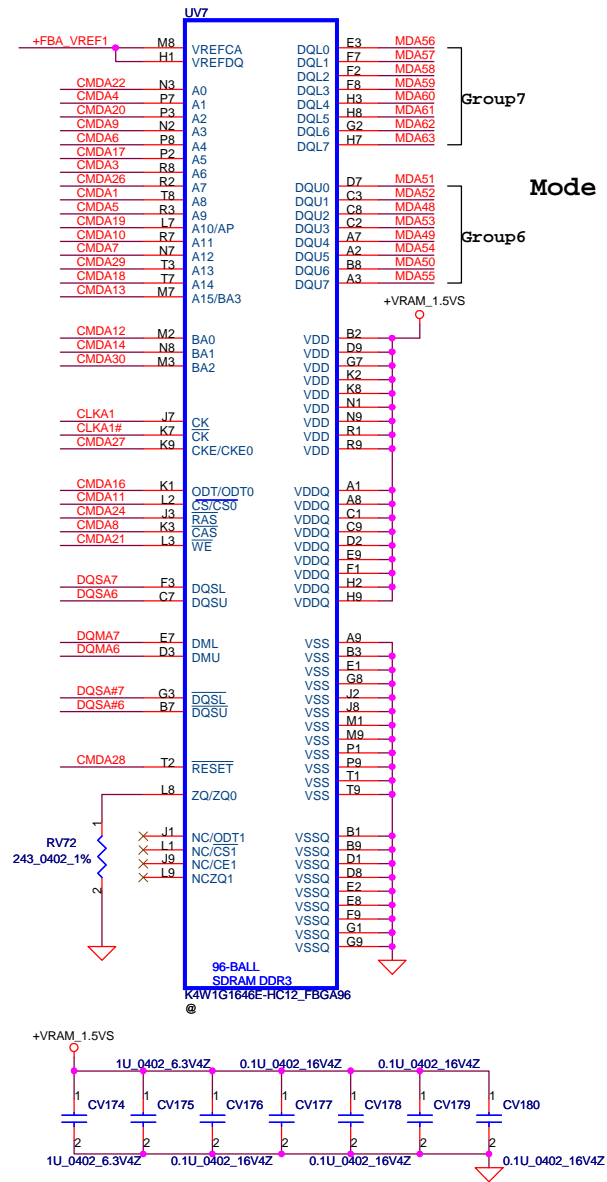 UV7
+FBA_VREF1 M8 VREFCA
H1 VREFDQ
CMDA22 N3 A0
CMDA4 P7 A1
CMDA20 P3 A2
CMDA9 N2 A3
CMDA6 P8 A4
CMDA17 P2 A5
CMDA3 R8 A6
CMDA26 R2 A7
CMDA1 T8 A8
CMDA5 R3 A9
CMDA19 L7 A10/AP
CMDA10 R7 A11
CMDA7 N7 A12
CMDA29 T3 A13
CMDA18 T7 A14
CMDA13 M7 A15/BA3
CMDA12 M2 BA0
CMDA14 N8 BA1
CMDA30 M3 BA2
CLKA1 J7 CK
CLKA1# K7 CK
CMDA27 K9 CKE/CKE0
CMDA16 K1 ODT/ODT0
CMDA11 L2 CS/CS0
CMDA24 J3 RAS
CMDA8 K3 CAS
CMDA21 L3 WE
DQSA7 F3 DQSL
DQSA6 C7 DQSU
DQMA7 E7 DML
DQMA6 D3 DMU
DQSA#7 G3 DQSL
DQSA#6 B7 DQSU
CMDA28 T2 RESET
L8 ZQ/ZQ0
1
RV72
243_0402_1%
2
J1 NC/ODT1
L1 NC/CS1
J9 NC/CE1
L9 NCZQ1
DQL0 E3 MDA56
DQL1 F7 MDA57
DQL2 F2 MDA58
DQL3 F8 MDA59
DQL4 H3 MDA60
DQL5 H8 MDA61
DQL6 G2 MDA62
DQL7 H7 MDA63
Group7
Mode
DQU0 D7 MDA51
DQU1 C3 MDA52
DQU2 C8 MDA48
DQU3 C2 MDA53
DQU4 A7 MDA49
DQU5 A2 MDA54
DQU6 B8 MDA50
DQU7 A3 MDA55
Group6
+VRAM_1.5VS
VDD B2
VDD D9
VDD G7
VDD K2
VDD K8
VDD N1
VDD N9
VDD R1
VDD R9
VDDQ A1
VDDQ A8
VDDQ C1
VDDQ C9
VDDQ D2
VDDQ E9
VDDQ F1
VDDQ H2
VDDQ H9
VSS A9
VSS B3
VSS E1
VSS G8
VSS J2
VSS J8
VSS M1
VSS M9
VSS P1
VSS P9
VSS T1
VSS T9
VSSQ B1
VSSQ B9
VSSQ D1
VSSQ D8
VSSQ E2
VSSQ E8
VSSQ F9
VSSQ G1
VSSQ G9
96-BALL
SDRAM DDR3
K4W1G1646E-HC12_FBGA96
@
+VRAM_1.5VS
1U_0402_6.3V4Z 0.1U_0402_16V4Z 0.1U_0402_16V4Z
1 1 1 1 1 1 1
CV174 CV175 CV176 CV177 CV178 CV179 CV180
2 2 2 2 2 2 2
1U_0402_6.3V4Z 0.1U_0402_16V4Z 0.1U_0402_16V4Z 0.1U_0402_16V4Z